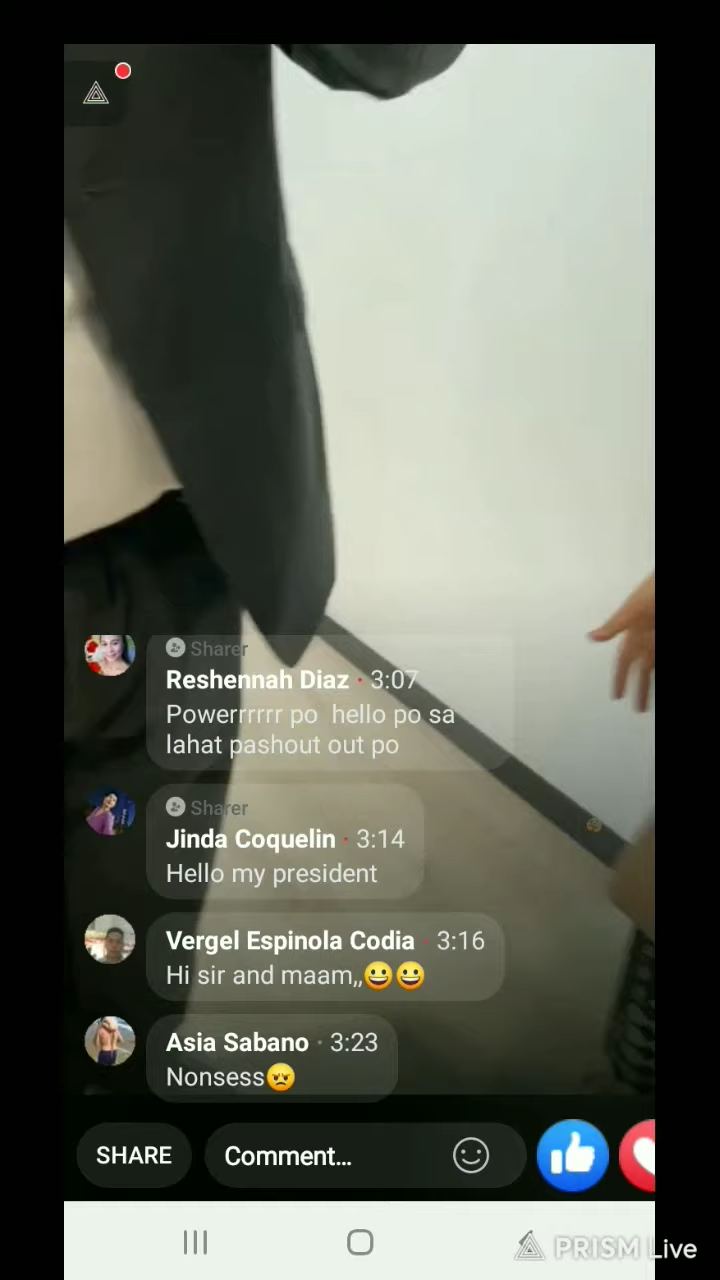 Sharer
Reshennah Diaz · 3:07
Powerrrrrr po hello po sa
lahat pashout out po
Sharer
Jinda Coquelin · 3:14
Hello my president
Vergel Espinola Codia · 3:16
Hi sir and maam,,😀😀
Asia Sabano · 3:23
Nonsess😠
SHARE
Comment...
PRISM Live